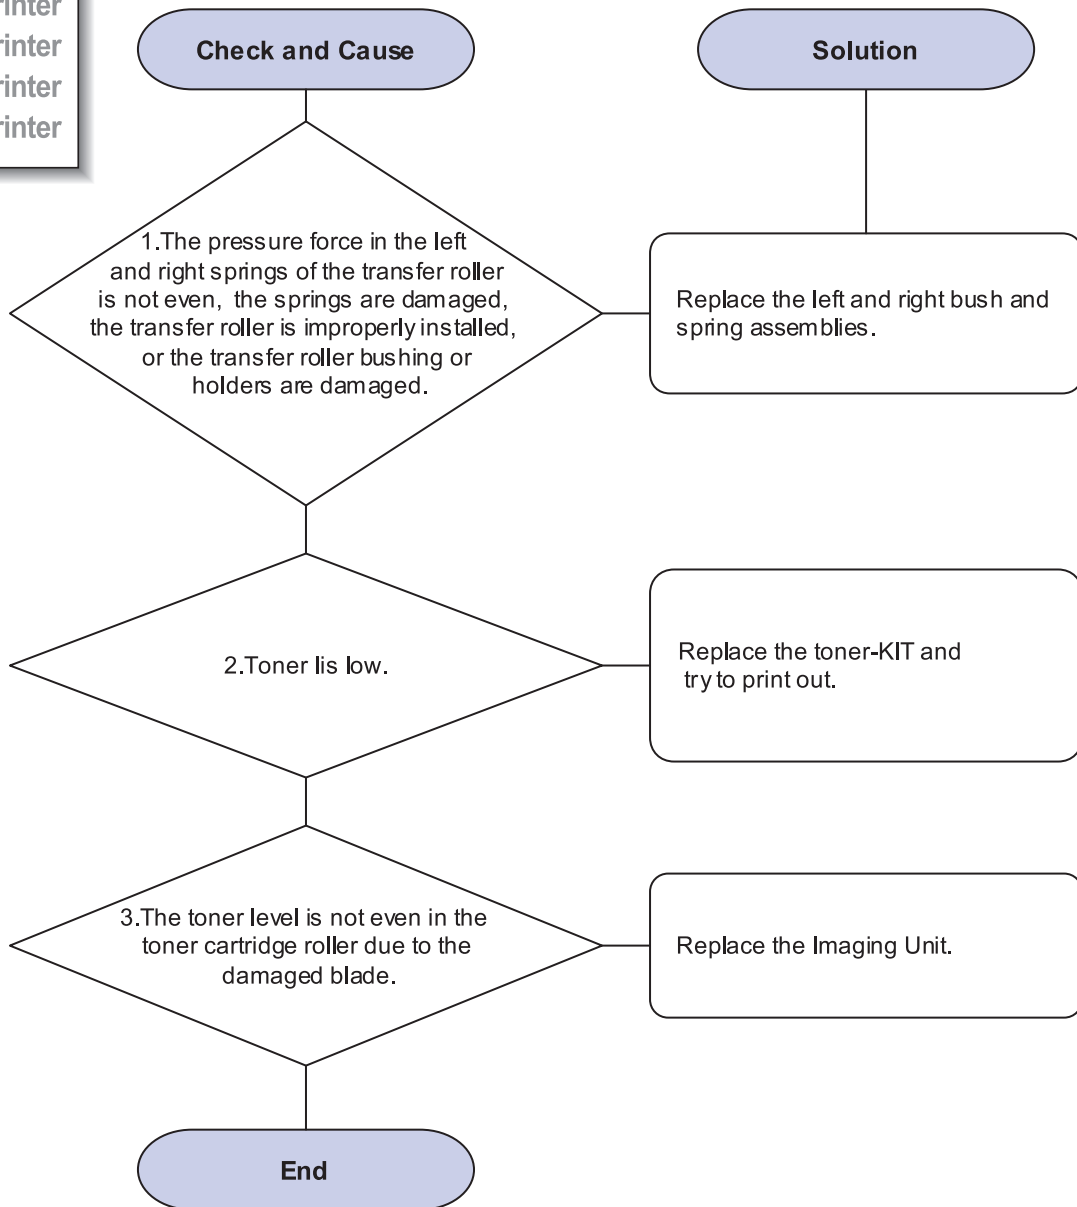 rinter
rinter
rinter
rinter
Check and Cause
Solution
1.The pressure force in the left
and right springs of the transfer roller
is not even, the springs are damaged,
the transfer roller is improperly installed,
or the transfer roller bushing or
holders are damaged.
Replace the left and right bush and
spring assemblies.
2.Toner lis low.
Replace the toner-KIT and
try to print out.
3.The toner level is not even in the
toner cartridge roller due to the
damaged blade.
Replace the Imaging Unit.
End